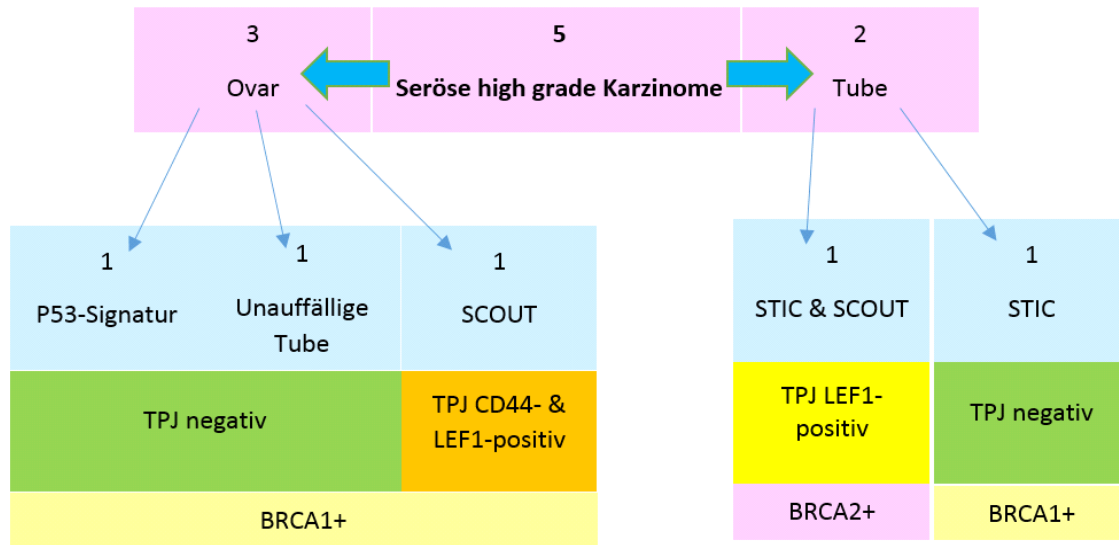 3 5 2
Ovar Seröse high grade Karzinome Tube
1 1 1 1 1
P53-Signatur Unauffällige SCOUT STIC & SCOUT STIC
Tube
TPJ negativ TPJ CD44- & TPJ LEF1- TPJ negativ
LEF1-positiv positiv
BRCA1+ BRCA2+ BRCA1+